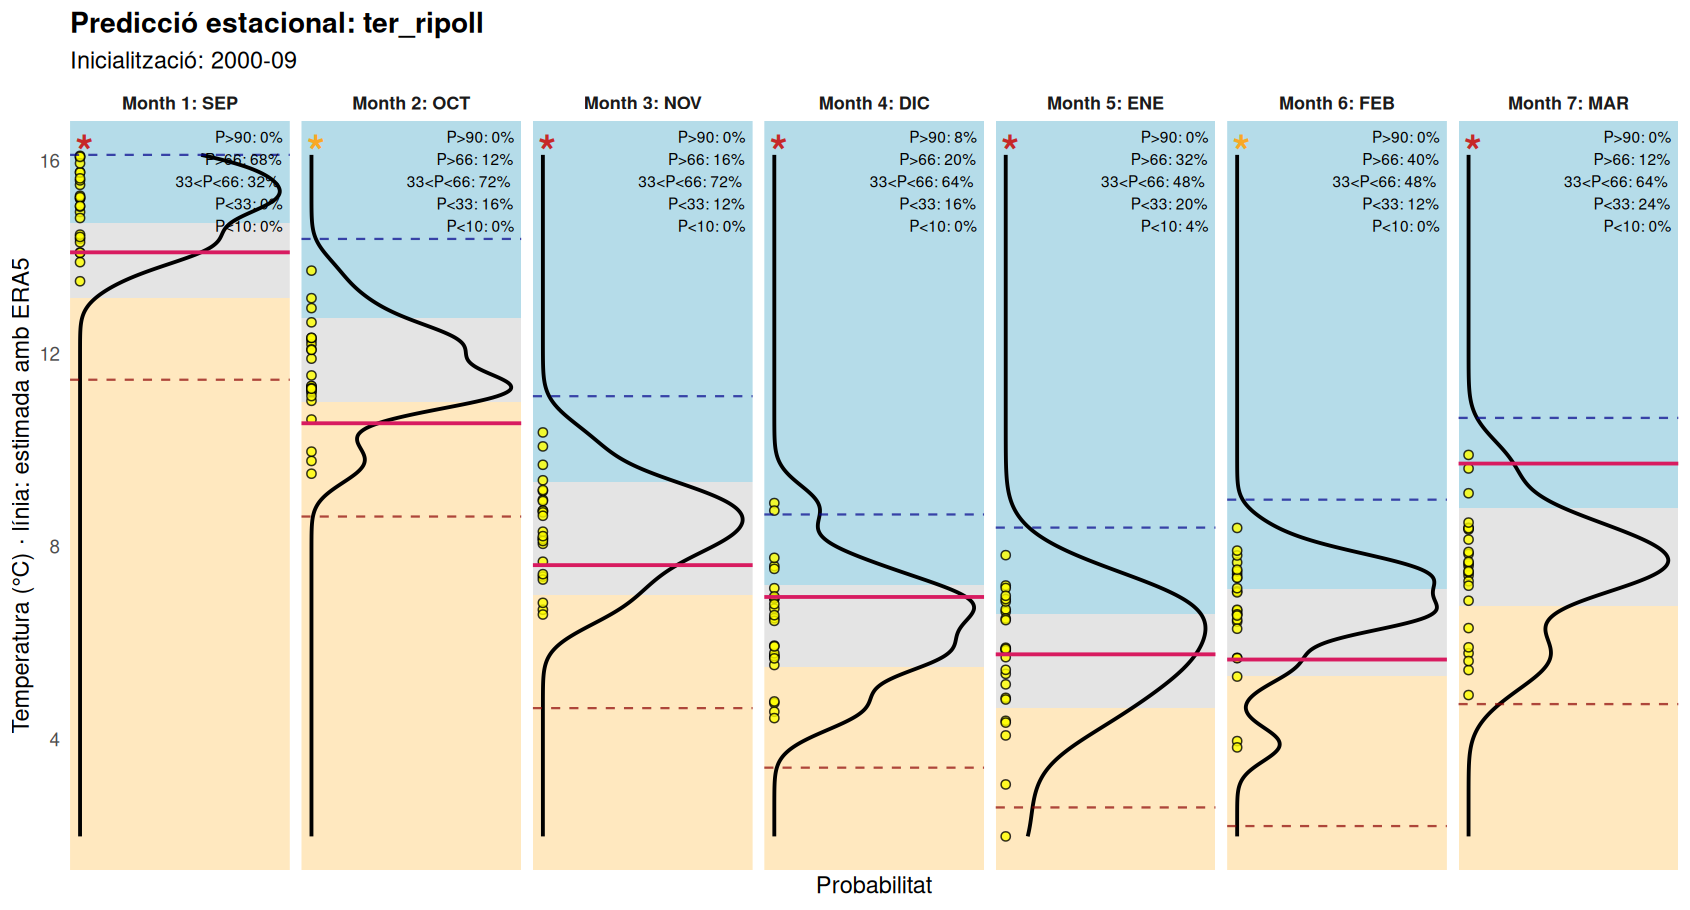 Predicció estacional: ter_ripoll
Inicialització: 2000-09
Month 1: SEP
Month 2: OCT
Month 3: NOV
Month 4: DIC
Month 5: ENE
Month 6: FEB
Month 7: MAR
P>90: 0%
P>66: 68%
33<P<66: 32%
P<33: 0%
P<10: 0%
P>90: 0%
P>66: 12%
33<P<66: 72%
P<33: 16%
P<10: 0%
P>90: 0%
P>66: 16%
33<P<66: 72%
P<33: 12%
P<10: 0%
P>90: 8%
P>66: 20%
33<P<66: 64%
P<33: 16%
P<10: 0%
P>90: 0%
P>66: 32%
33<P<66: 48%
P<33: 20%
P<10: 4%
P>90: 0%
P>66: 40%
33<P<66: 48%
P<33: 12%
P<10: 0%
P>90: 0%
P>66: 12%
33<P<66: 64%
P<33: 24%
P<10: 0%
16
12
8
4
Temperatura (°C) · línia: estimada amb ERA5
Probabilitat